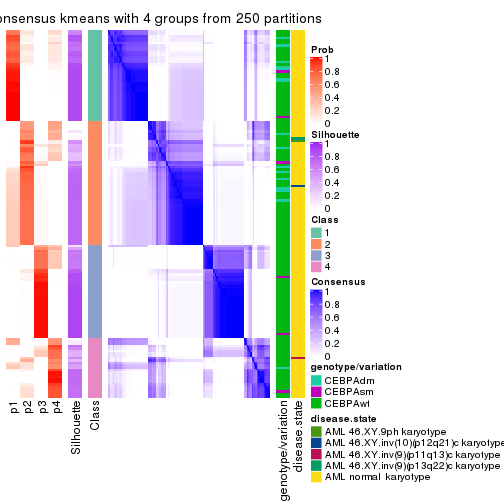 onsensus kmeans with 4 groups from 250 partitions
Prob
1
0.8
0.6
0.4
0.2
0
Silhouette
1
0.8
0.6
0.4
0.2
0
Class
1
2
3
4
Consensus
1
0.8
0.6
0.4
0.2
0
genotype/variation
CEBPAdm
CEBPAsm
CEBPAwt
disease.state
AML 46.XY.9ph karyotype
AML 46.XY.inv(10)(p12q21)c karyotype
AML 46.XY.inv(9)(p11q13)c karyotype
AML 46.XY.inv(9)(p13q22)c karyotype
AML normal karyotype
p1
p2
p3
p4
Silhouette
Class
genotype/variation
disease.state